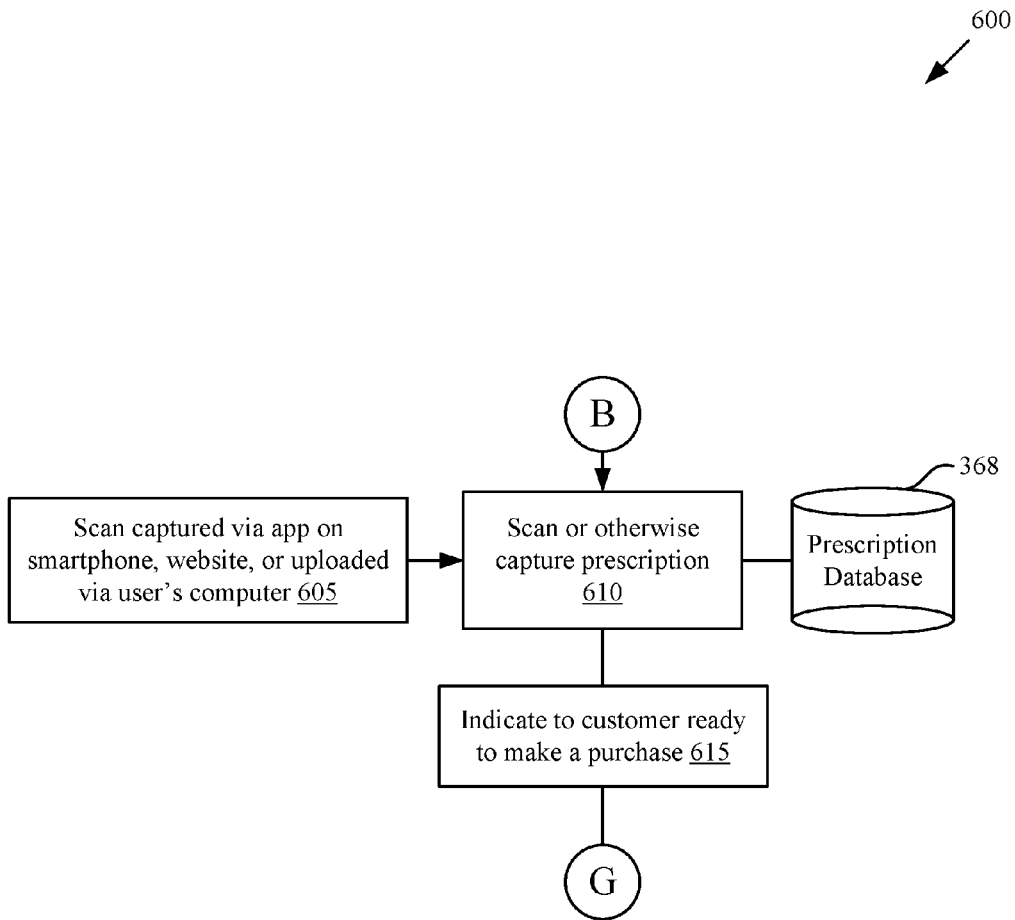 600
B
368
Scan captured via app on
smartphone, website, or uploaded
via user's computer 605
Scan or otherwise
capture prescription
610
Prescription
Database
Indicate to customer ready
to make a purchase 615
G